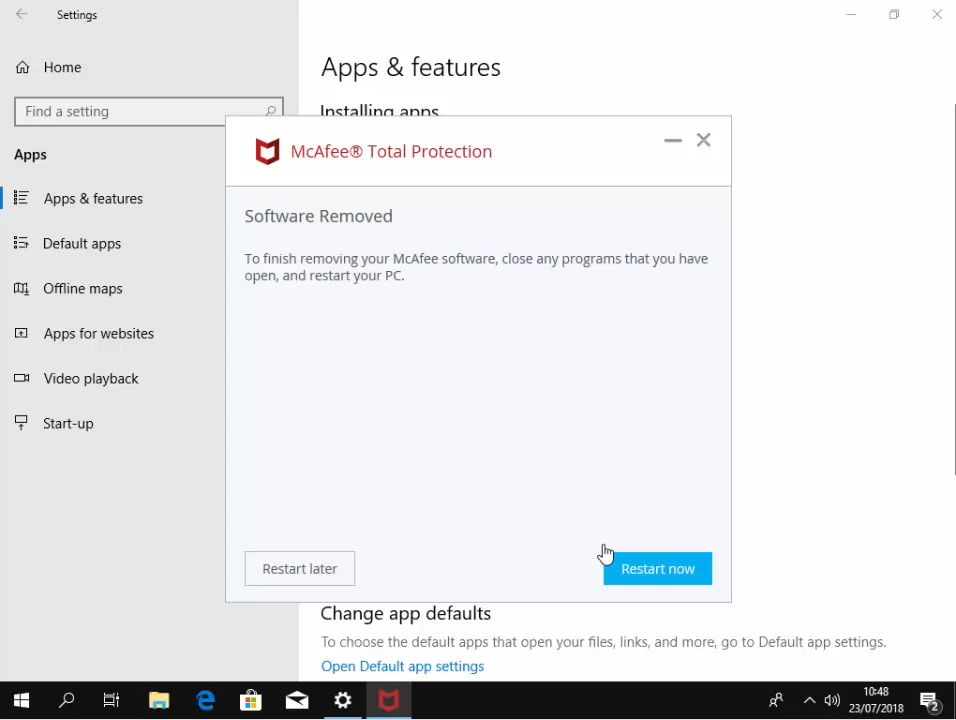 Settings
Home
Find a setting
Apps
Apps & features
Default apps
Offline maps
Apps for websites
Video playback
Start-up
Apps & features
Installing apps
McAfee® Total Protection
Software Removed
To finish removing your McAfee software, close any programs that you have
open, and restart your PC.
Restart later
Restart now
Change app defaults
To choose the default apps that open your files, links, and more, go to Default app settings.
Open Default app settings
10:48
23/07/2018
2